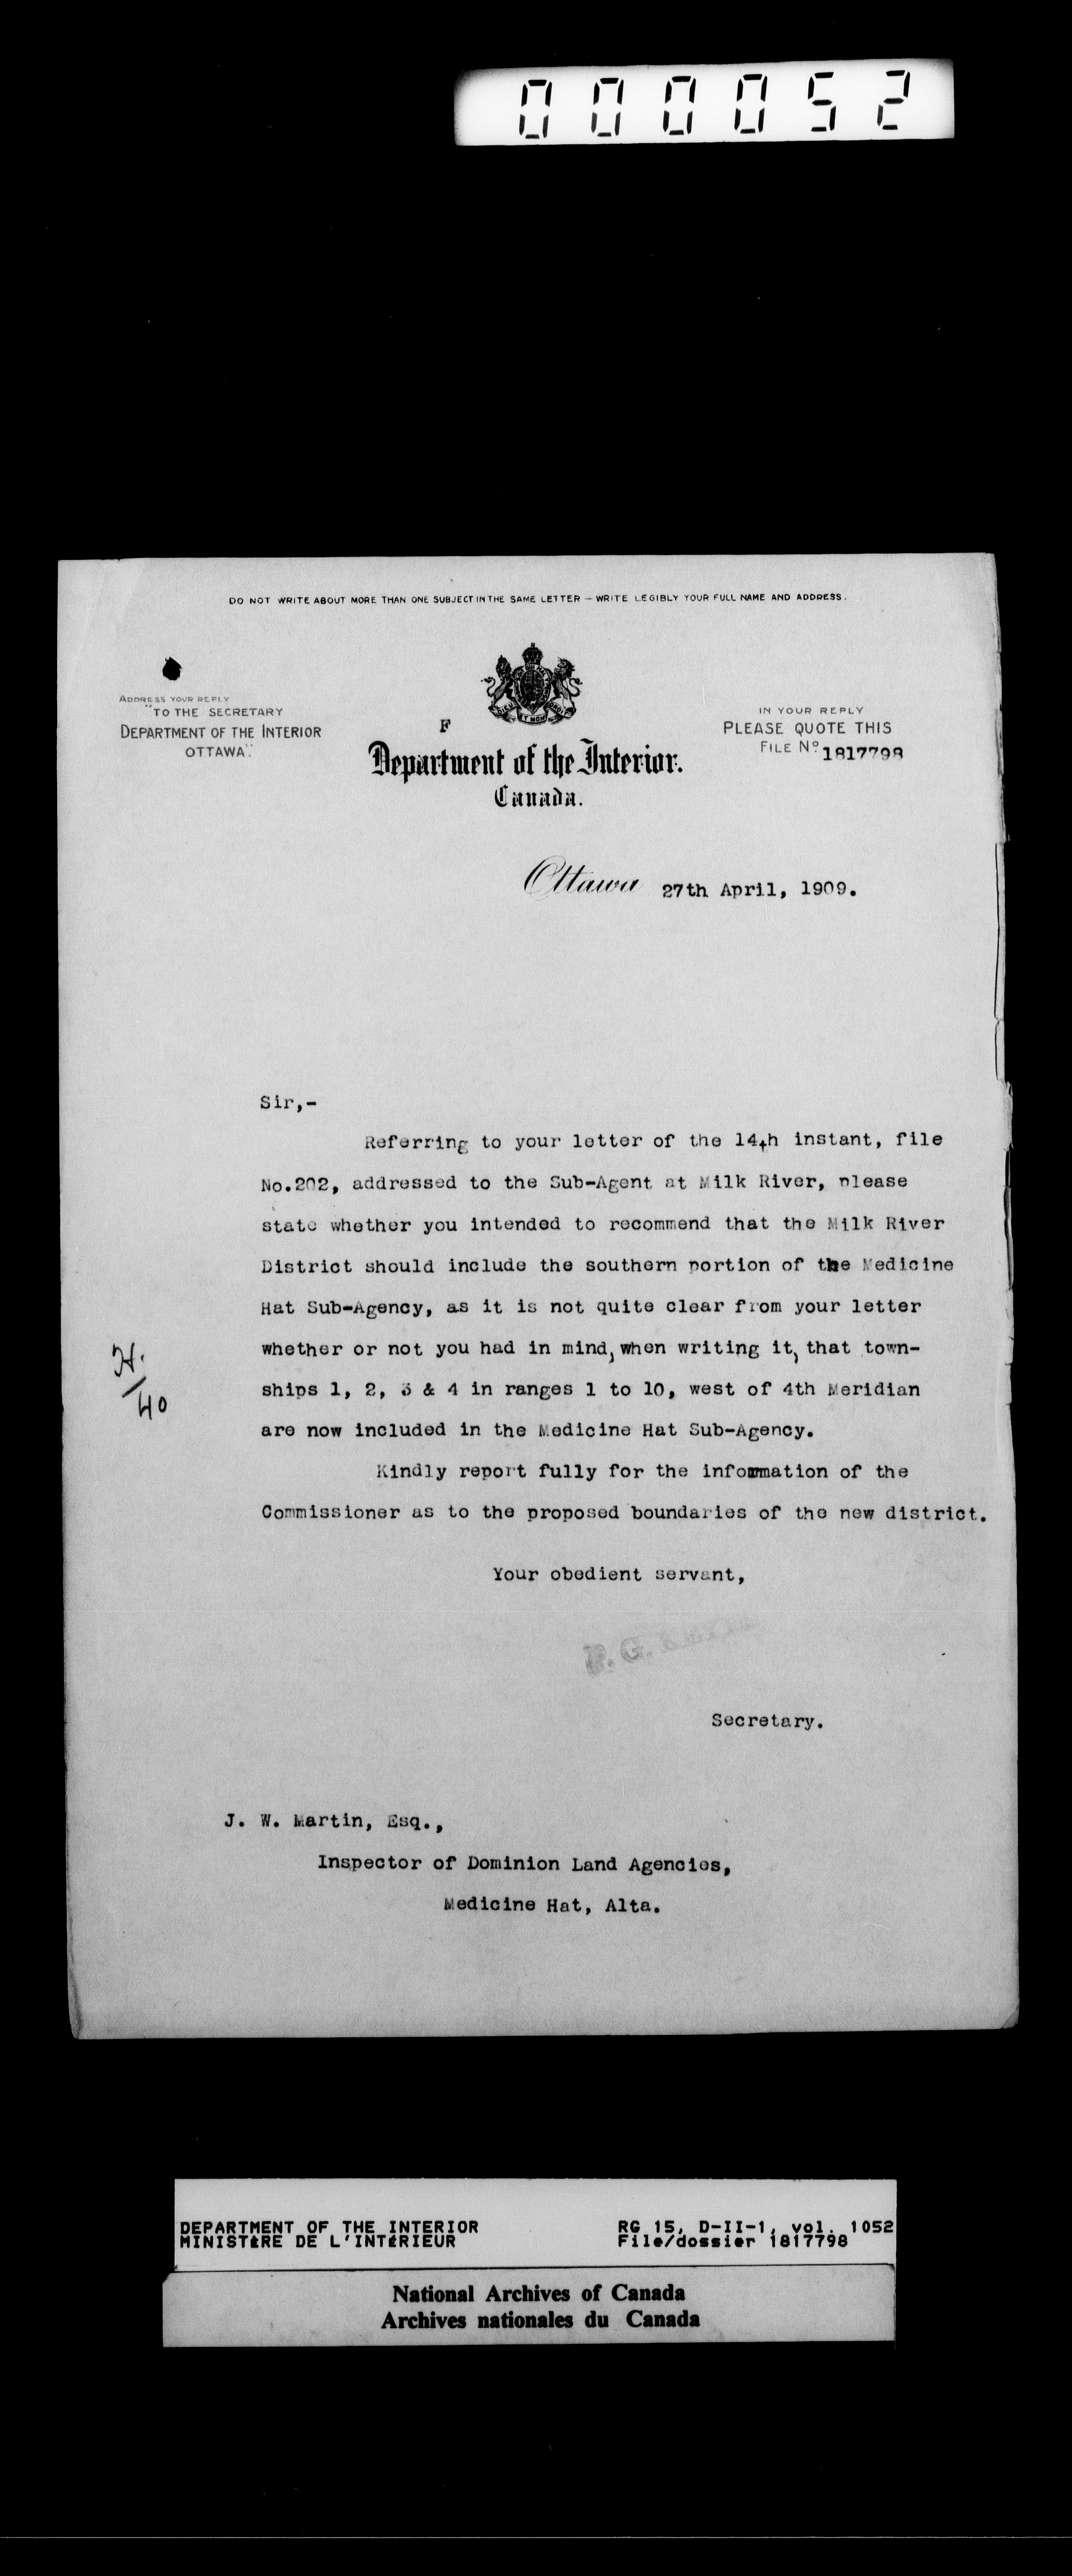 000052
DO NOT WRITE ABOUT MORE THAN ONE SUBJECT IN THE SAME LETTER — WRITE LEGIBLY YOUR FULL NAME AND ADDRESS.
ADDRESS YOUR REPLY
"TO THE SECRETARY
DEPARTMENT OF THE INTERIOR
OTTAWA".
F
IN YOUR REPLY
PLEASE QUOTE THIS
FILE No 1817798
Department of the Interior.
Canada.
Ottawa 27th April, 1909.
Sir,-
Referring to your letter of the 14th instant, file
No.202, addressed to the Sub-Agent at Milk River, please
state whether you intended to recommend that the Milk River
District should include the southern portion of the Medicine
Hat Sub-Agency, as it is not quite clear from your letter
whether or not you had in mind, when writing it, that town-
ships 1, 2, 3 & 4 in ranges 1 to 10, west of 4th Meridian
are now included in the Medicine Hat Sub-Agency.
H.
/40
Kindly report fully for the information of the
Commissioner as to the proposed boundaries of the new district.
Your obedient servant,
P. G.
Secretary.
J. W. Martin, Esq.,
Inspector of Dominion Land Agencies,
Medicine Hat, Alta.
DEPARTMENT OF THE INTERIOR
MINISTÈRE DE L'INTÉRIEUR
RG 15, D-II-1, vol. 1052
File/dossier 1817798
National Archives of Canada
Archives nationales du Canada